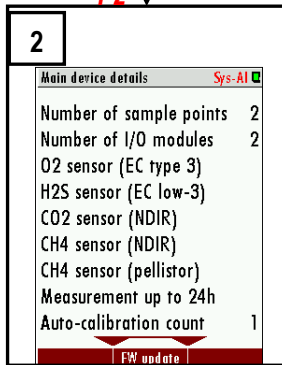 2
Main device details Sys-Al
Number of sample points 2
Number of I/O modules 2
O2 sensor (EC type 3)
H2S sensor (EC low-3)
CO2 sensor (NDIR)
CH4 sensor (NDIR)
CH4 sensor (pellistor)
Measurement up to 24h
Auto-calibration count 1
FW update